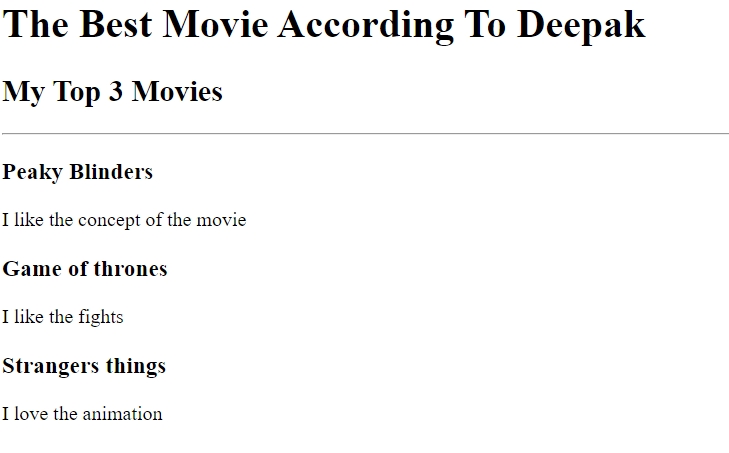 The Best Movie According To Deepak
My Top 3 Movies
Peaky Blinders
I like the concept of the movie
Game of thrones
I like the fights
Strangers things
I love the animation